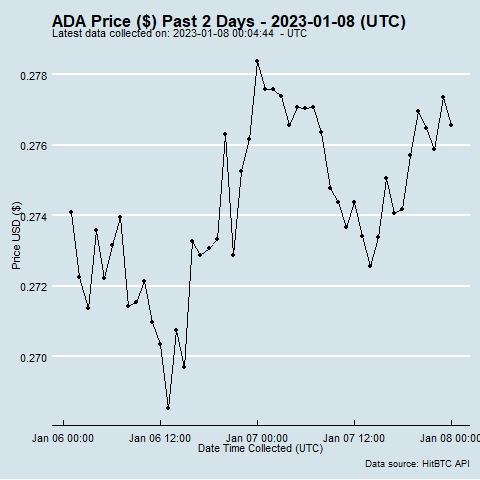 ADA Price ($) Past 2 Days - 2023-01-08 (UTC)
Latest data collected on: 2023-01-08 00:04:44  - UTC
0.278
0.276
0.274
0.272
0.270
Price USD ($)
Jan 06 00:00 Jan 06 12:00 Jan 07 00:00 Jan 07 12:00 Jan 08 00:00
Date Time Collected (UTC)
Data source: HitBTC API